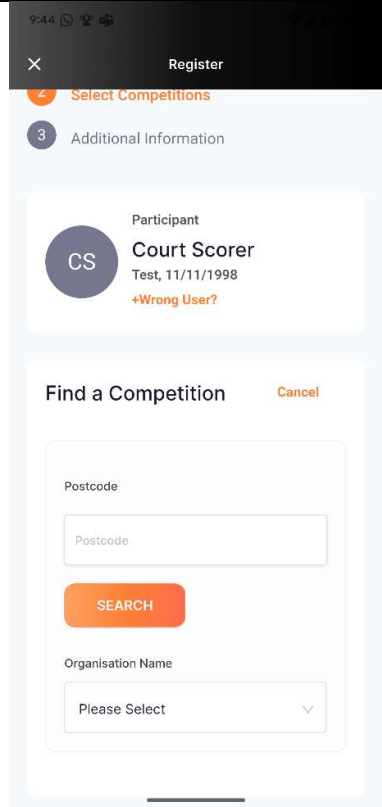 9:44
Register
2
Select Competitions
3
Additional Information
Participant
CS
Court Scorer
Test, 11/11/1998
+Wrong User?
Find a Competition
Cancel
Postcode
Postcode
SEARCH
Organisation Name
Please Select